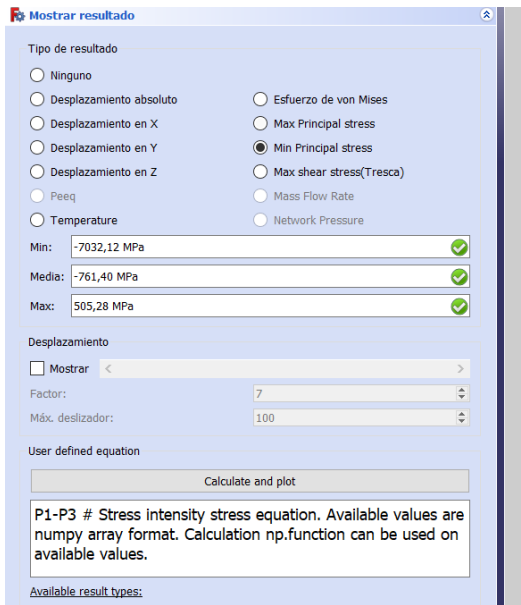 Mostrar resultado
Tipo de resultado
Ninguno
Desplazamiento absoluto Esfuerzo de von Mises
Desplazamiento en X Max Principal stress
Desplazamiento en Y Min Principal stress
Desplazamiento en Z Max shear stress(Tresca)
Peeq Mass Flow Rate
Temperature Network Pressure
Min: -7032,12 MPa
Media: -761,40 MPa
Max: 505,28 MPa
Desplazamiento
Mostrar
Factor: 7
Máx. deslizador: 100
User defined equation
Calculate and plot
P1-P3 # Stress intensity stress equation. Available values are
numpy array format. Calculation np.function can be used on
available values.
Available result types: